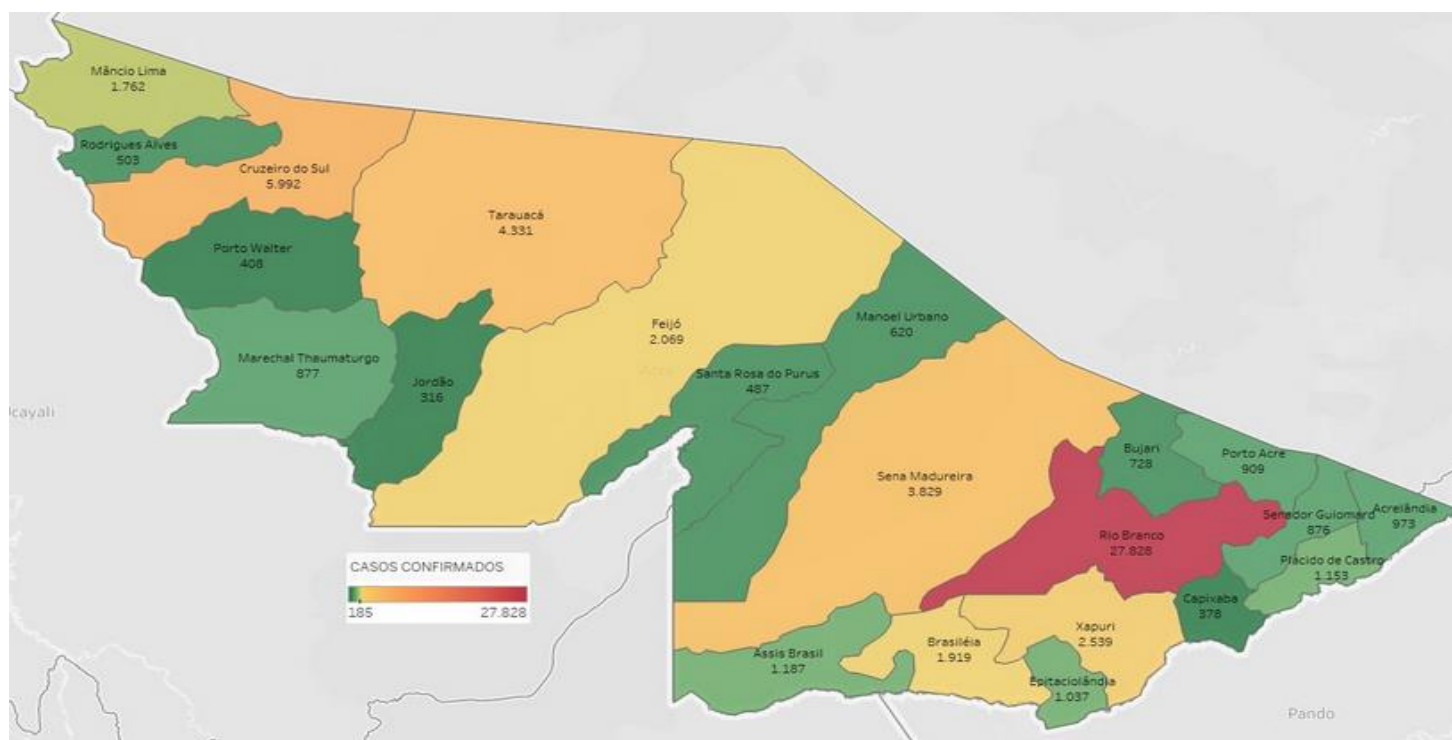 Mâncio Lima
1.762
Rodrigues Alves
503
Cruzeiro do Sul
5.992
Tarauacá
4.331
Porto Walter
408
Feijó
2.069
Manoel Urbano
620
Marechal Thaumaturgo
877
Jordão
316
Santa Rosa do Purus
487
Acre
Ucayali
Sena Madureira
3.829
Bujari
728
Porto Acre
909
Senador Guiomard
876
Acrelândia
973
Rio Branco
27.828
Plácido de Castro
1.153
Capixaba
378
CASOS CONFIRMADOS
185
27.828
Xapuri
2.539
Brasiléia
1.919
Assis Brasil
1.187
Epitaciolândia
1.037
Pando